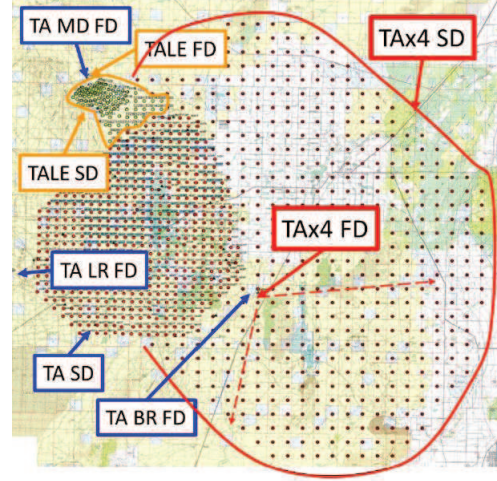 TA MD FD
TALE FD
TAx4 SD
TALE SD
TAx4 FD
TA LR FD
TA SD
TA BR FD